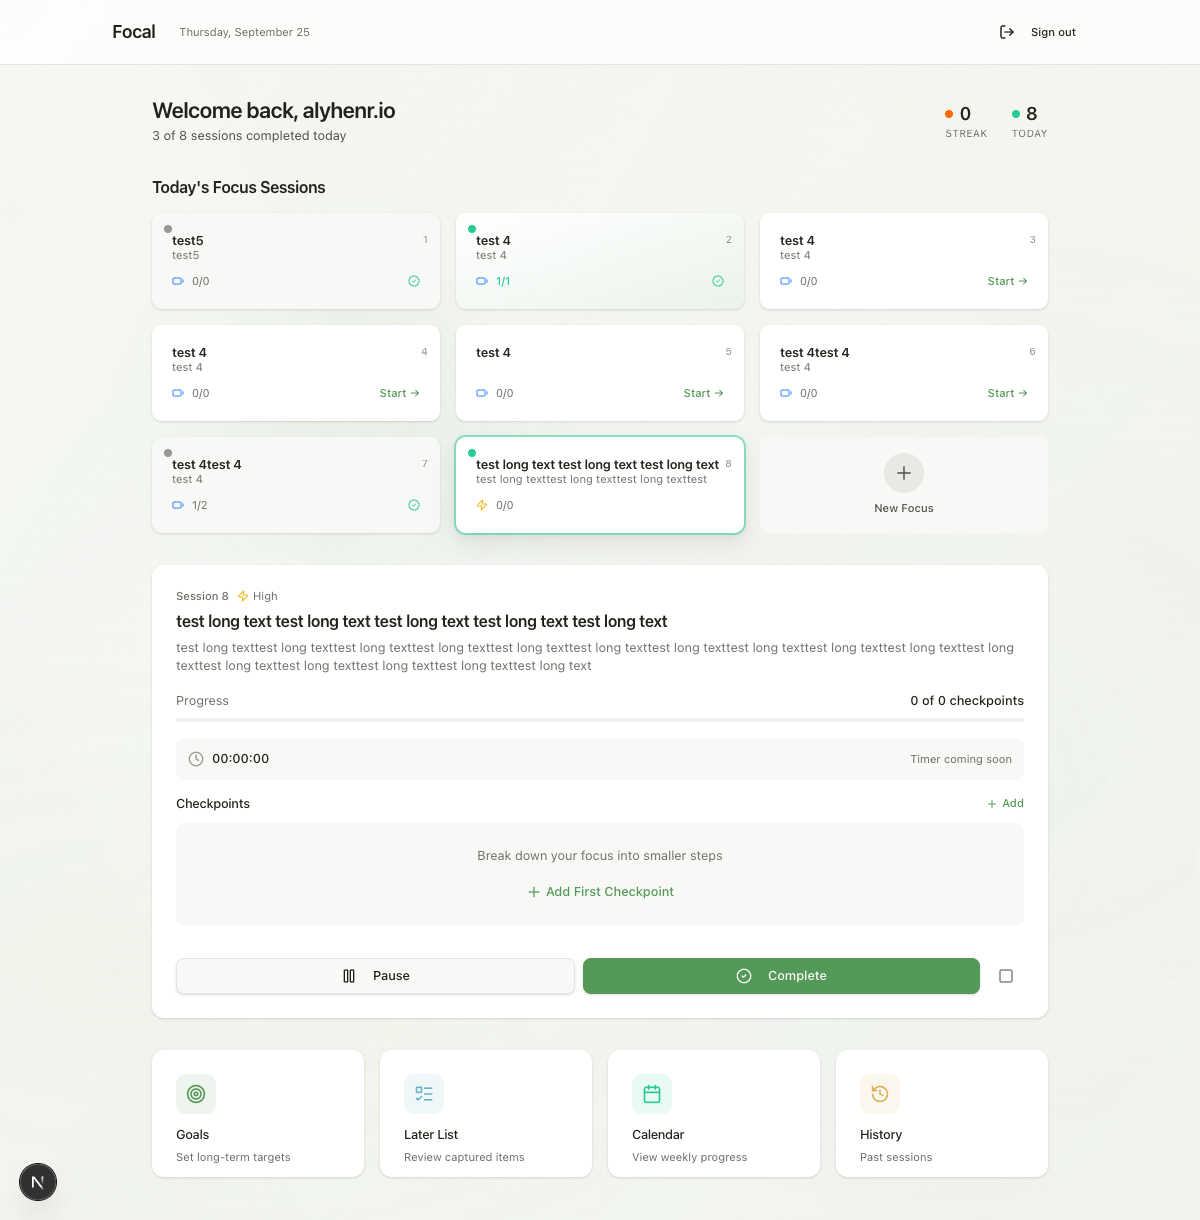 Focal
Thursday, September 25
Sign out
Welcome back, alyhenr.io
3 of 8 sessions completed today
0
STREAK
8
TODAY
Today's Focus Sessions
test5
1
test5
0/0
test 4
2
test 4
1/1
test 4
3
test 4
0/0
Start →
test 4
4
test 4
0/0
Start →
test 4
5
0/0
Start →
test 4test 4
6
test 4
0/0
Start →
test 4test 4
7
test 4
1/2
test long text test long text test long text
8
test long texttest long texttest long texttest
0/0
New Focus
Session 8
High
test long text test long text test long text test long text test long text
test long texttest long texttest long texttest long texttest long texttest long texttest long texttest long texttest long texttest long texttest long
texttest long texttest long texttest long texttest long texttest long text
Progress
0 of 0 checkpoints
00:00:00
Timer coming soon
Checkpoints
+ Add
Break down your focus into smaller steps
+ Add First Checkpoint
Pause
Complete
Goals
Set long-term targets
Later List
Review captured items
Calendar
View weekly progress
History
Past sessions
N